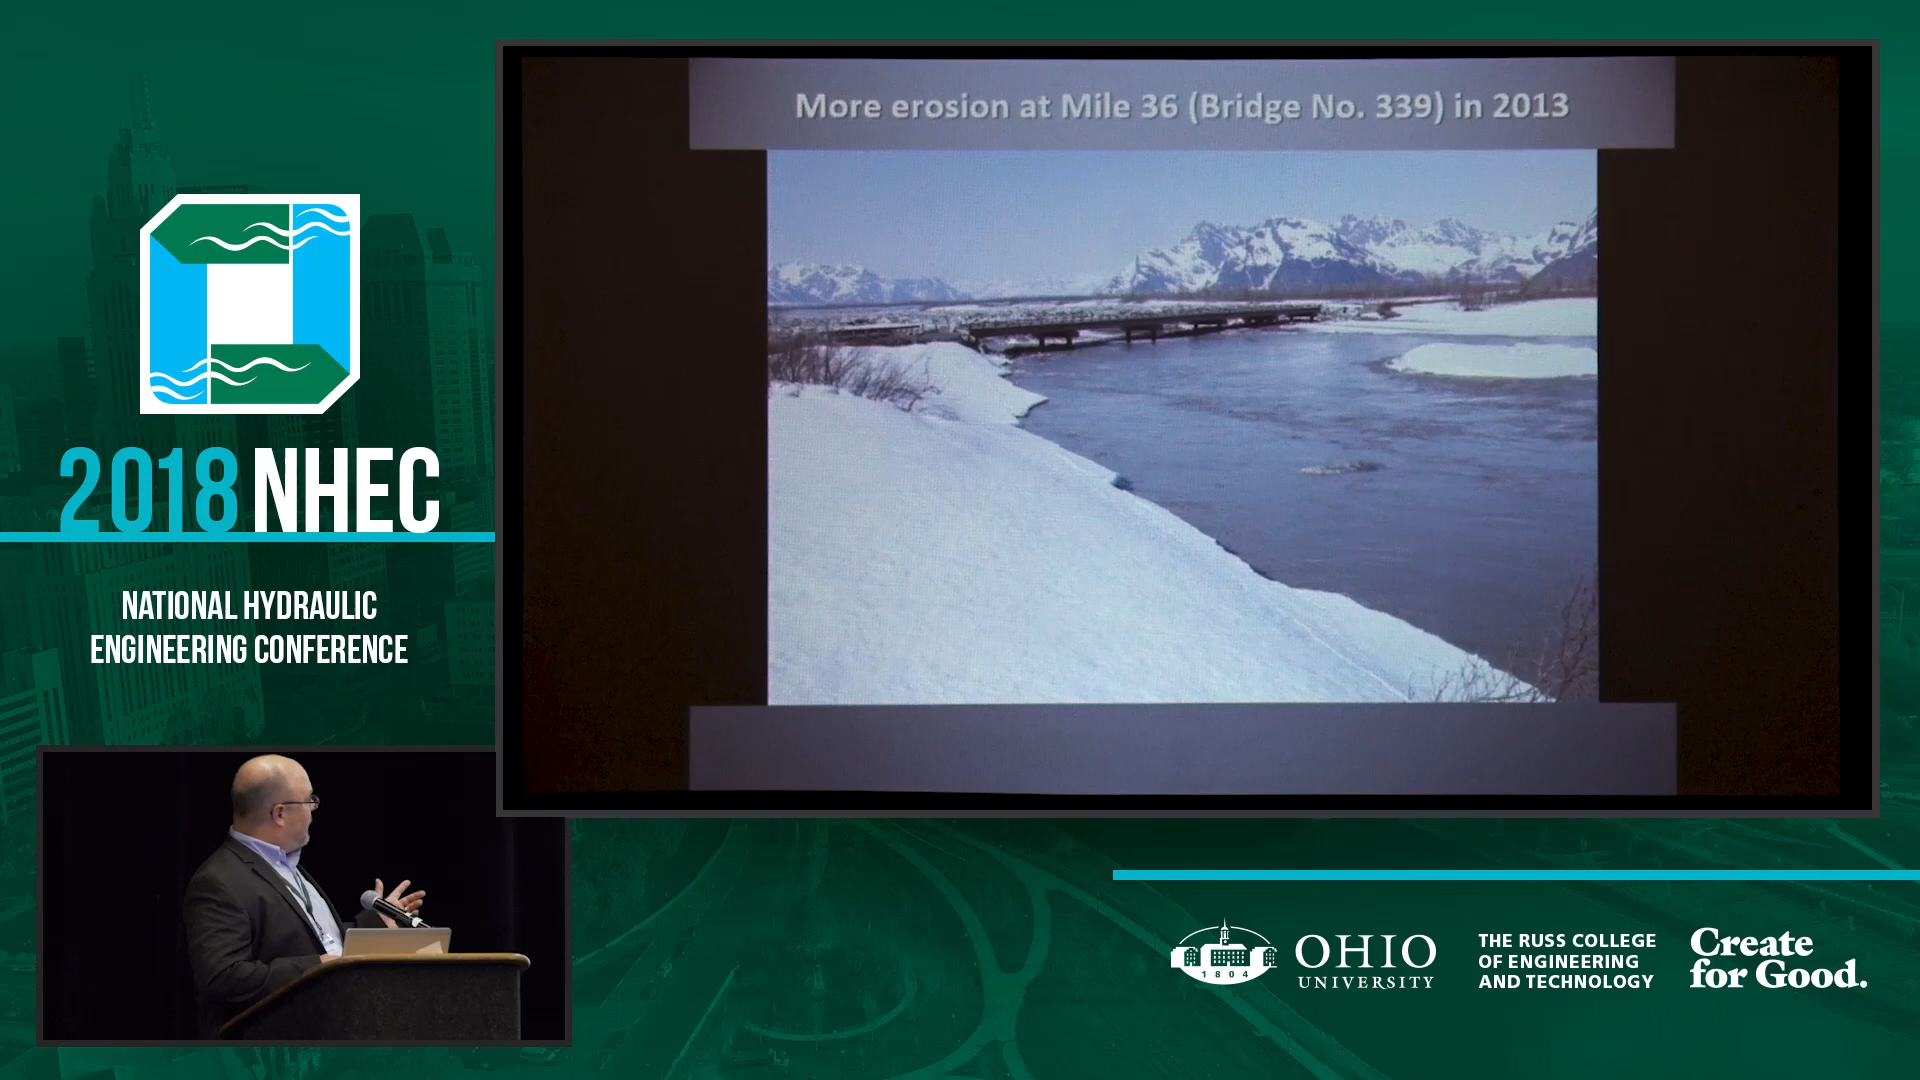 More erosion at Mile 36 (Bridge No. 339) in 2013
2018 NHEC
NATIONAL HYDRAULIC
ENGINEERING CONFERENCE
1804
OHIO
UNIVERSITY
THE RUSS COLLEGE
OF ENGINEERING
AND TECHNOLOGY
Create
for Good.